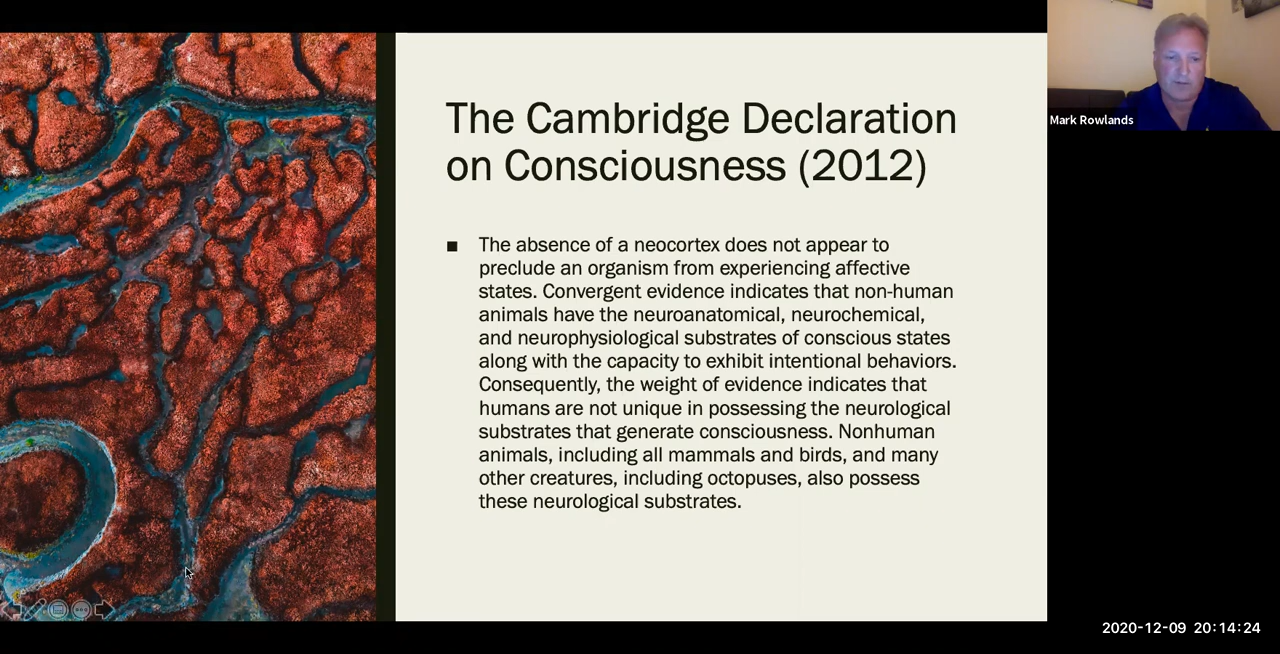 The Cambridge Declaration
on Consciousness (2012)
■ The absence of a neocortex does not appear to
preclude an organism from experiencing affective
states. Convergent evidence indicates that non-human
animals have the neuroanatomical, neurochemical,
and neurophysiological substrates of conscious states
along with the capacity to exhibit intentional behaviors.
Consequently, the weight of evidence indicates that
humans are not unique in possessing the neurological
substrates that generate consciousness. Nonhuman
animals, including all mammals and birds, and many
other creatures, including octopuses, also possess
these neurological substrates.
Mark Rowlands
2020-12-09 20:14:24